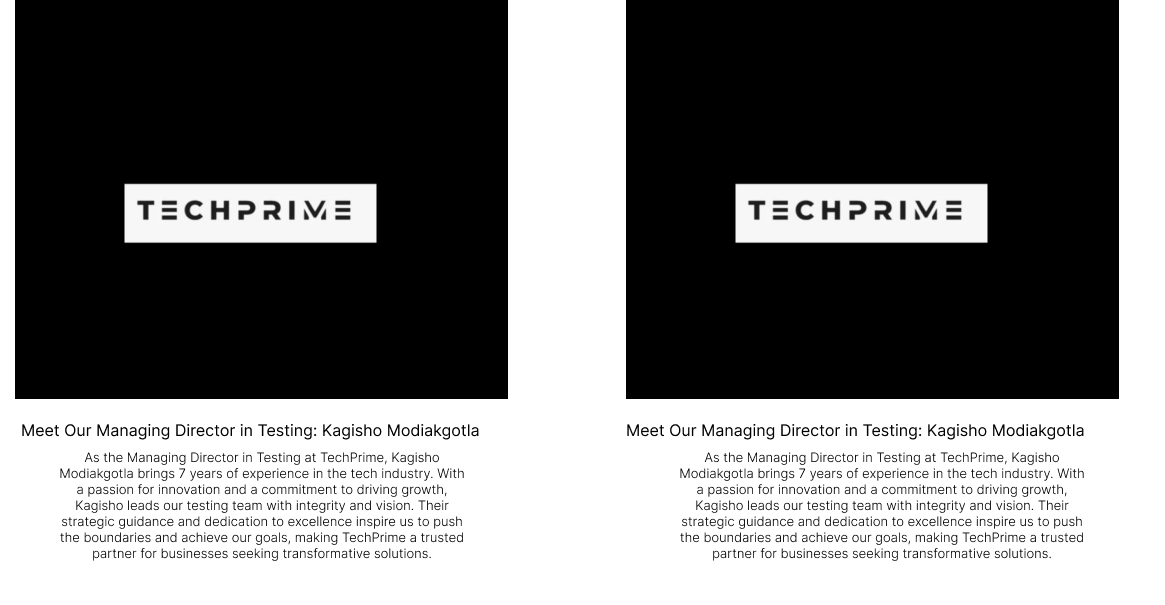 TECHPRIME
Meet Our Managing Director in Testing: Kagisho Modiakgotla
As the Managing Director in Testing at TechPrime, Kagisho
Modiakgotla brings 7 years of experience in the tech industry. With
a passion for innovation and a commitment to driving growth,
Kagisho leads our testing team with integrity and vision. Their
strategic guidance and dedication to excellence inspire us to push
the boundaries and achieve our goals, making TechPrime a trusted
partner for businesses seeking transformative solutions.
TECHPRIME
Meet Our Managing Director in Testing: Kagisho Modiakgotla
As the Managing Director in Testing at TechPrime, Kagisho
Modiakgotla brings 7 years of experience in the tech industry. With
a passion for innovation and a commitment to driving growth,
Kagisho leads our testing team with integrity and vision. Their
strategic guidance and dedication to excellence inspire us to push
the boundaries and achieve our goals, making TechPrime a trusted
partner for businesses seeking transformative solutions.